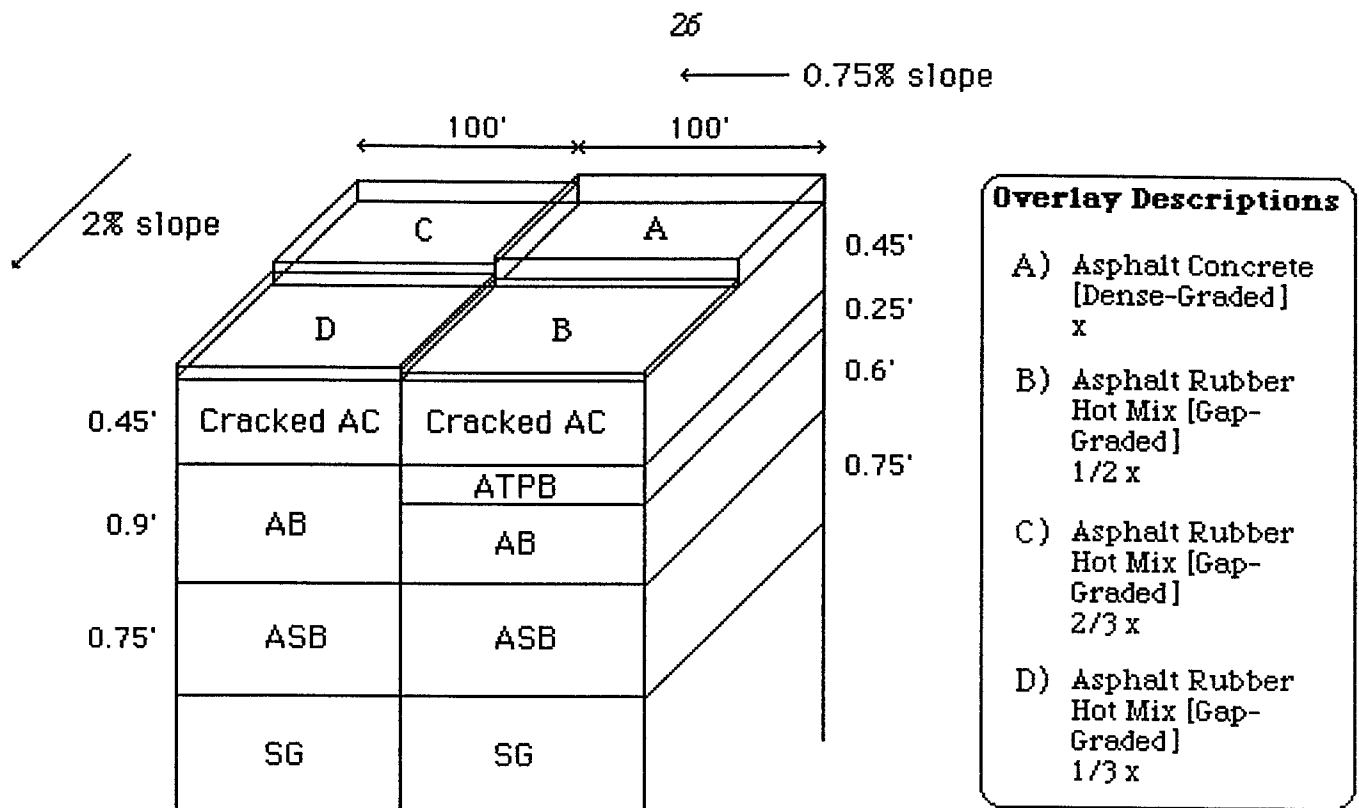 26
0.75% slope
100'
100'
2% slope
C
A
D
B
0.45'
0.25'
0.6'
0.75'
0.45'
Cracked AC
Cracked AC
ATPB
0.9'
AB
AB
0.75'
ASB
ASB
SG
SG
Overlay Descriptions
A) Asphalt Concrete
[Dense-Graded]
x
B) Asphalt Rubber
Hot Mix [Gap-
Graded]
1/2 x
C) Asphalt Rubber
Hot Mix [Gap-
Graded]
2/3 x
D) Asphalt Rubber
Hot Mix [Gap-
Graded]
1/3 x